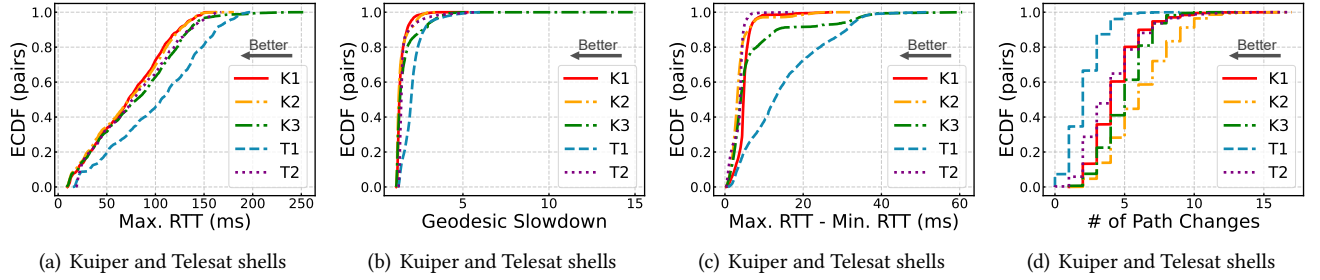 1.0
0.8
0.6
0.4
0.2
0.0
ECDF (pairs)
Better
K1
K2
K3
T1
T2
0 50 100 150 200 250
Max. RTT (ms)
(a) Kuiper and Telesat shells
1.0
0.8
0.6
0.4
0.2
0.0
ECDF (pairs)
Better
K1
K2
K3
T1
T2
5 10 15
Geodesic Slowdown
(b) Kuiper and Telesat shells
1.0
0.8
0.6
0.4
0.2
0.0
ECDF (pairs)
Better
K1
K2
K3
T1
T2
0 20 40 60
Max. RTT - Min. RTT (ms)
(c) Kuiper and Telesat shells
1.0
0.8
0.6
0.4
0.2
0.0
ECDF (pairs)
Better
K1
K2
K3
T1
T2
0 5 10 15
# of Path Changes
(d) Kuiper and Telesat shells